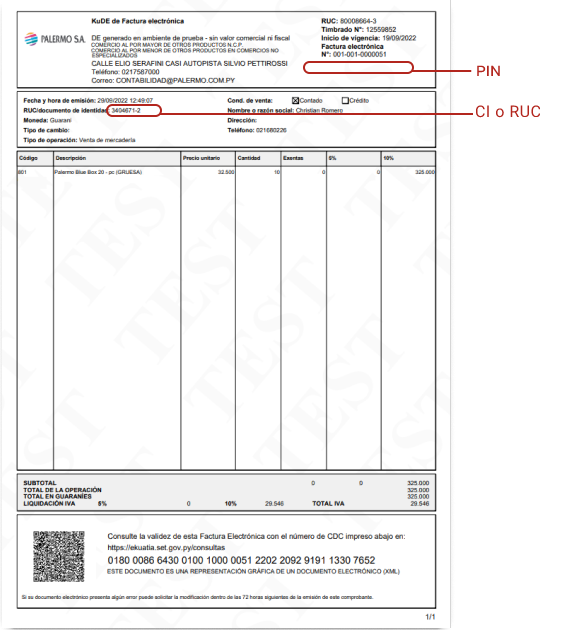 KuDE de Factura electrónica
PALERMO S.A.
DE generado en ambiente de prueba - sin valor comercial ni fiscal
COMERCIO AL POR MAYOR DE OTROS PRODUCTOS N.C.P.
COMERCIO AL POR MENOR DE OTROS PRODUCTOS EN COMERCIOS NO
ESPECIALIZADOS
CALLE ELIO SERAFINI CASI AUTOPISTA SILVIO PETTIROSSI
Teléfono: 0217587000
Correo: CONTABILIDAD@PALERMO.COM.PY
RUC: 80008664-3
Timbrado N°: 12559852
Inicio de vigencia: 19/09/2022
Factura electrónica
N°: 001-001-0000051
PIN
Fecha y hora de emisión: 29/09/2022 12:49:07
RUC/documento de identidad: 3494671-2
Moneda: Guarani
Tipo de cambio:
Tipo de operación: Venta de mercadería
Cond. de venta: Contado Crédito
Nombre o razón social: Christian Romero
Dirección:
Teléfono: 021680226
CI o RUC
Código Descripción Precio unitario Cantidad Exentas 5% 10%
801 Palermo Blue Box 20 - pc (GRUESA) 32.500 10 0 0 325.000
TEST
SUBTOTAL 0 0 325.000
TOTAL DE LA OPERACIÓN 325.000
TOTAL EN GUARANÍES 325.000
LIQUIDACIÓN IVA 5% 0 10% 29.546 TOTAL IVA 29.546
Consulte la validez de esta Factura Electrónica con el número de CDC impreso abajo en:
https://ekuatia.set.gov.py/consultas
0180 0086 6430 0100 1000 0051 2202 2092 9191 1330 7652
ESTE DOCUMENTO ES UNA REPRESENTACIÓN GRÁFICA DE UN DOCUMENTO ELECTRÓNICO (XML)
Si su documento electrónico presenta algún error puede solicitar la modificación dentro de las 72 horas siguientes de la emisión de este comprobante.
1/1